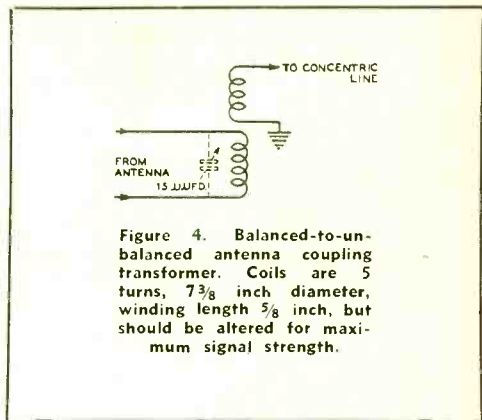 TO CONCENTRIC
LINE
FROM
ANTENNA
15 µµFD.
Figure 4. Balanced-to-un-
balanced antenna coupling
transformer. Coils are 5
turns, 7 3/8 inch diameter,
winding length 5/8 inch, but
should be altered for maxi-
mum signal strength.